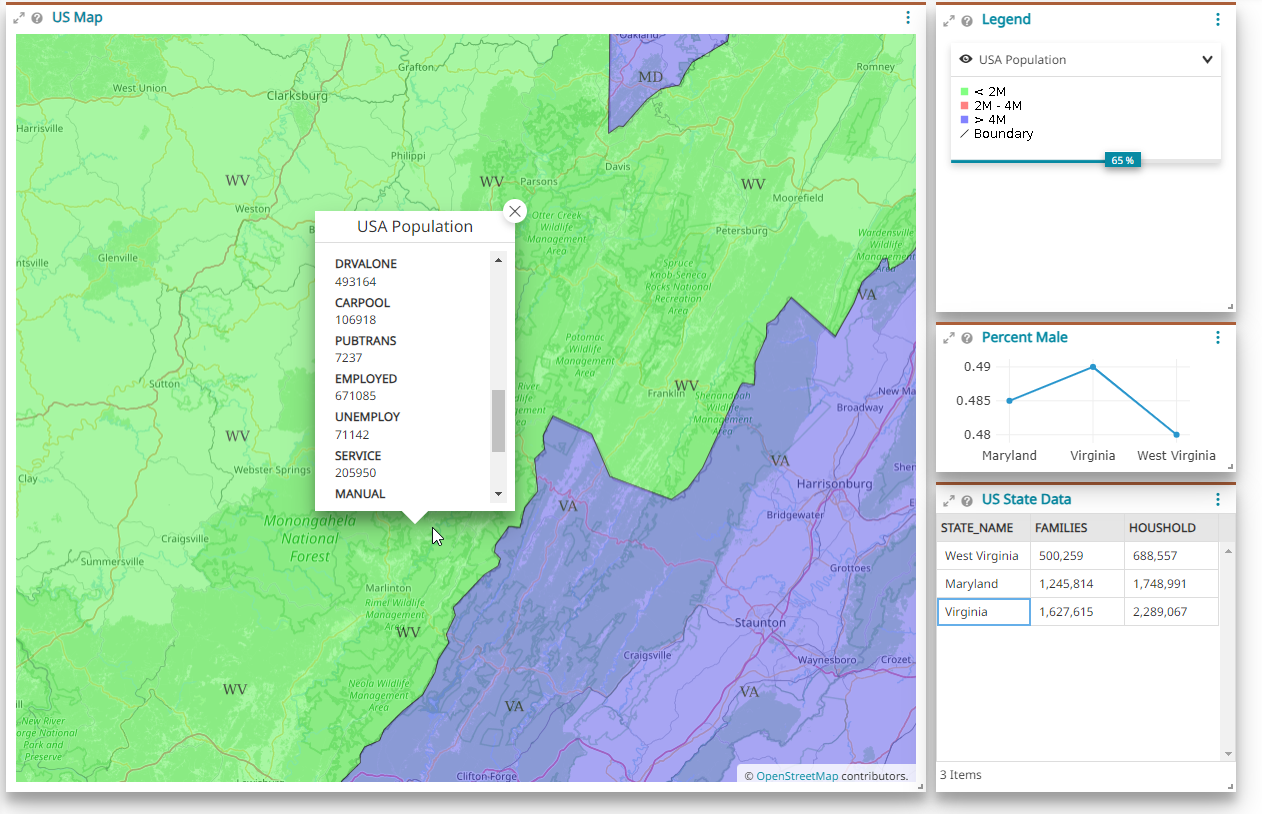 US Map
Oakland
MD
Grafton
West Union
Clarksburg
Romney
Harrisville
Philippi
Davis
WV
WV
Parsons
WV
Moorefield
Weston
Otter Creek
Wildlife
Management
Area
Petersburg
Wardensville
Wildlife
Management
Area
Glenville
ntsville
Spruce
Knob-Seneca
Rocks National
Recreation
Area
VA
USA Population
DRVALONE
493164
CARPOOL
106918
PUBTRANS
7237
EMPLOYED
671085
UNEMPLOY
71142
SERVICE
205950
MANUAL
Potomac
Wildlife
Management
Area
Sutton
WV
Franklin
Shenandoah
Wildlife
Management
Area
New Ma
Broadway
River
WV
Webster Springs
Clay
VA
Harrisonburg
Shen
VA
Bridgewater
Monongahela
National
Forest
Craigsville
Summersville
Grottoes
Marlinton
Rimel Wildlife
Management
Area
WV
Staunton
Craigsville
Waynesboro
Crozet
WV
Neola Wildlife
Management
Area
VA
VA
ill
New River
orge National
Park and
Preserve
Clifton Forge
© OpenStreetMap contributors.
Legend
USA Population
< 2M
2M - 4M
> 4M
Boundary
65 %
Percent Male
0.49
0.485
0.48
Maryland Virginia West Virginia
US State Data
STATE_NAME FAMILIES HOUSHOLD
West Virginia 500,259 688,557
Maryland 1,245,814 1,748,991
Virginia 1,627,615 2,289,067
3 Items